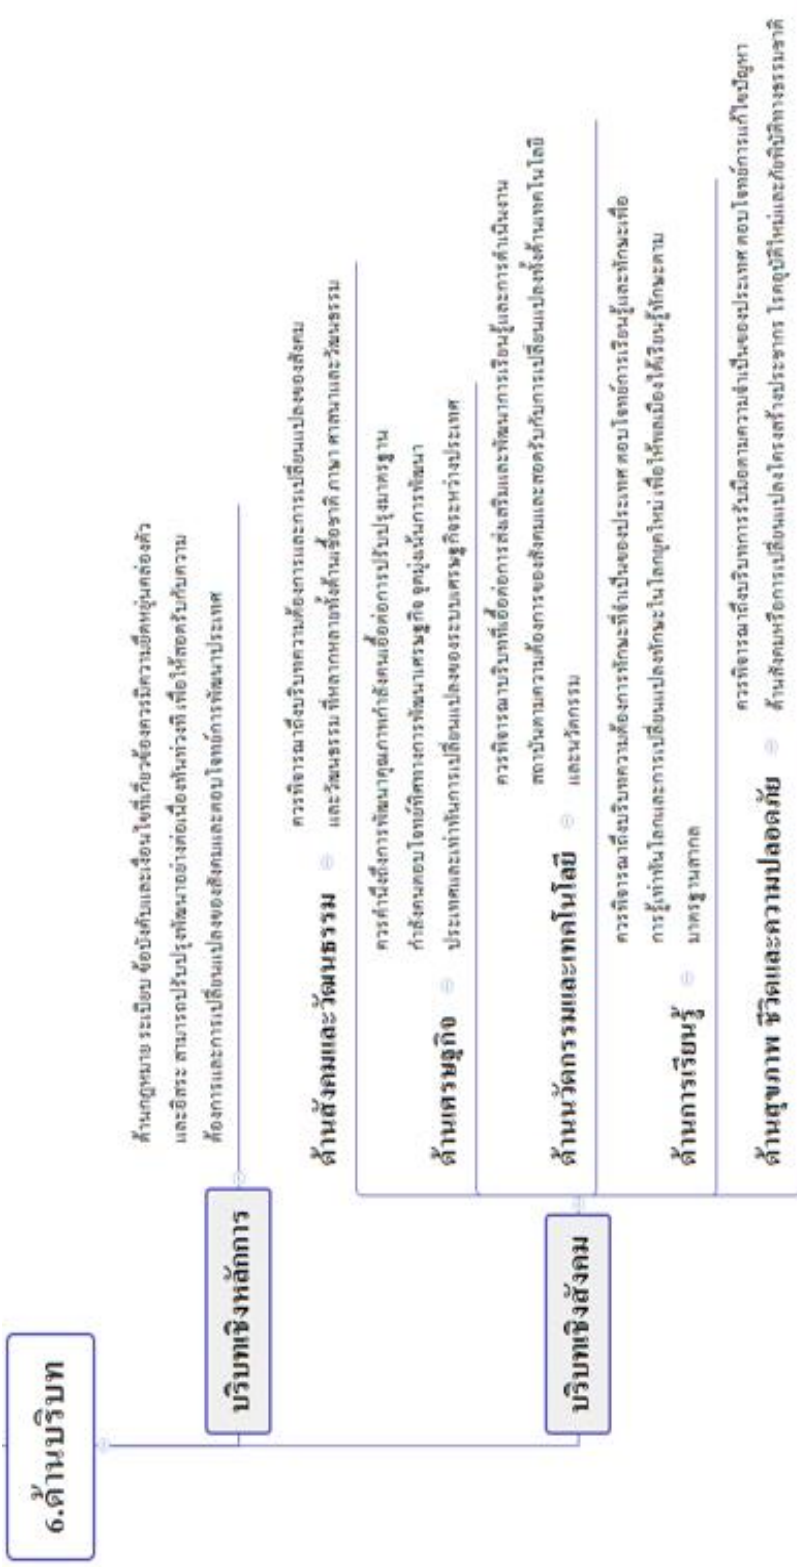 6.ด้านบริบท
บริบทเชิงหลักการ
ด้านกฎหมาย ระเบียบ ข้อบังคับและเงื่อนไขที่เกี่ยวข้องควรมีความยืดหยุ่นคล่องตัว
และอิสระ สามารถปรับปรุงพัฒนาอย่างต่อเนื่องทันท่วงที เพื่อให้สอดรับกับความ
ต้องการและการเปลี่ยนแปลงของสังคมและตอบโจทย์การพัฒนาประเทศ
บริบทเชิงสังคม
ด้านสังคมและวัฒนธรรม
ควรพิจารณาถึงบริบทความต้องการและการเปลี่ยนแปลงของสังคม
และวัฒนธรรม ที่หลากหลายทั้งด้านเชื้อชาติ ภาษา ศาสนาและวัฒนธรรม
ด้านเศรษฐกิจ
ควรคำนึงถึงการพัฒนาคุณภาพกำลังคนเอื้อต่อการปรับปรุงมาตรฐาน
กำลังคนตอบโจทย์ทิศทางการพัฒนาเศรษฐกิจ จุดมุ่งเน้นการพัฒนา
ประเทศและเท่าทันการเปลี่ยนแปลงของระบบเศรษฐกิจระหว่างประเทศ
ด้านนวัตกรรมและเทคโนโลยี
ควรพิจารณาบริบทที่เอื้อต่อการส่งเสริมและพัฒนาการเรียนรู้และการดำเนินงาน
สถาบันตามความต้องการของสังคมและสอดรับกับการเปลี่ยนแปลงทั้งด้านเทคโนโลยี
และนวัตกรรม
ด้านการเรียนรู้
ควรพิจารณาถึงบริบทความต้องการทักษะที่จำเป็นของประเทศ ตอบโจทย์การเรียนรู้และทักษะเพื่อ
การรู้เท่าทันโลกและการเปลี่ยนแปลงทักษะในโลกยุคใหม่ เพื่อให้พลเมืองได้เรียนรู้ทักษะตาม
มาตรฐานสากล
ด้านสุขภาพ ชีวิตและความปลอดภัย
ควรพิจารณาถึงบริบทการรับมือตามความจำเป็นของประเทศ ตอบโจทย์การแก้ไขปัญหา
ด้านสังคมหรือการเปลี่ยนแปลงโครงสร้างประชากร โรคอุบัติใหม่และภัยพิบัติทางธรรมชาติ